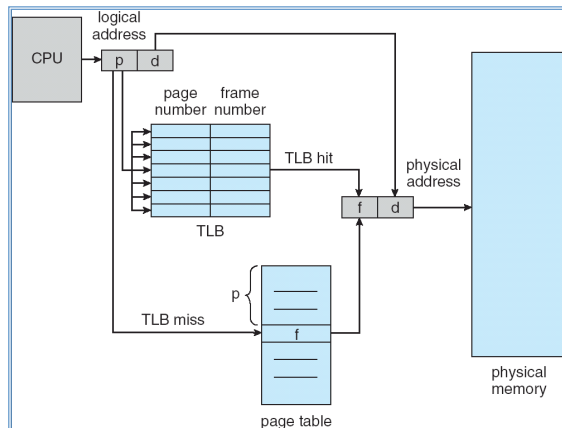 logical
address
CPU
p
d
page
number
frame
number
TLB hit
physical
address
f
d
TLB
p
TLB miss
f
physical
memory
page table